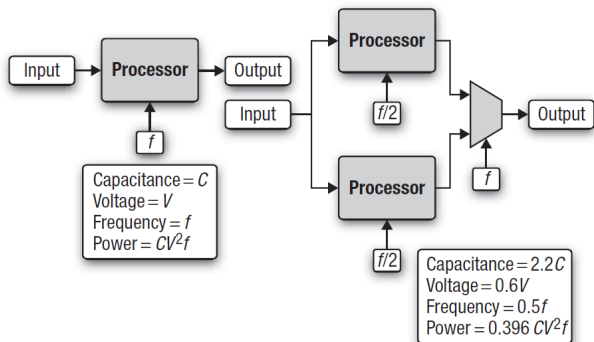 Input
Processor
Output
f
Capacitance = C
Voltage = V
Frequency = f
Power = CV²f
Input
Processor
f/2
Processor
f/2
f
Output
Capacitance = 2.2C
Voltage = 0.6V
Frequency = 0.5f
Power = 0.396 CV²f